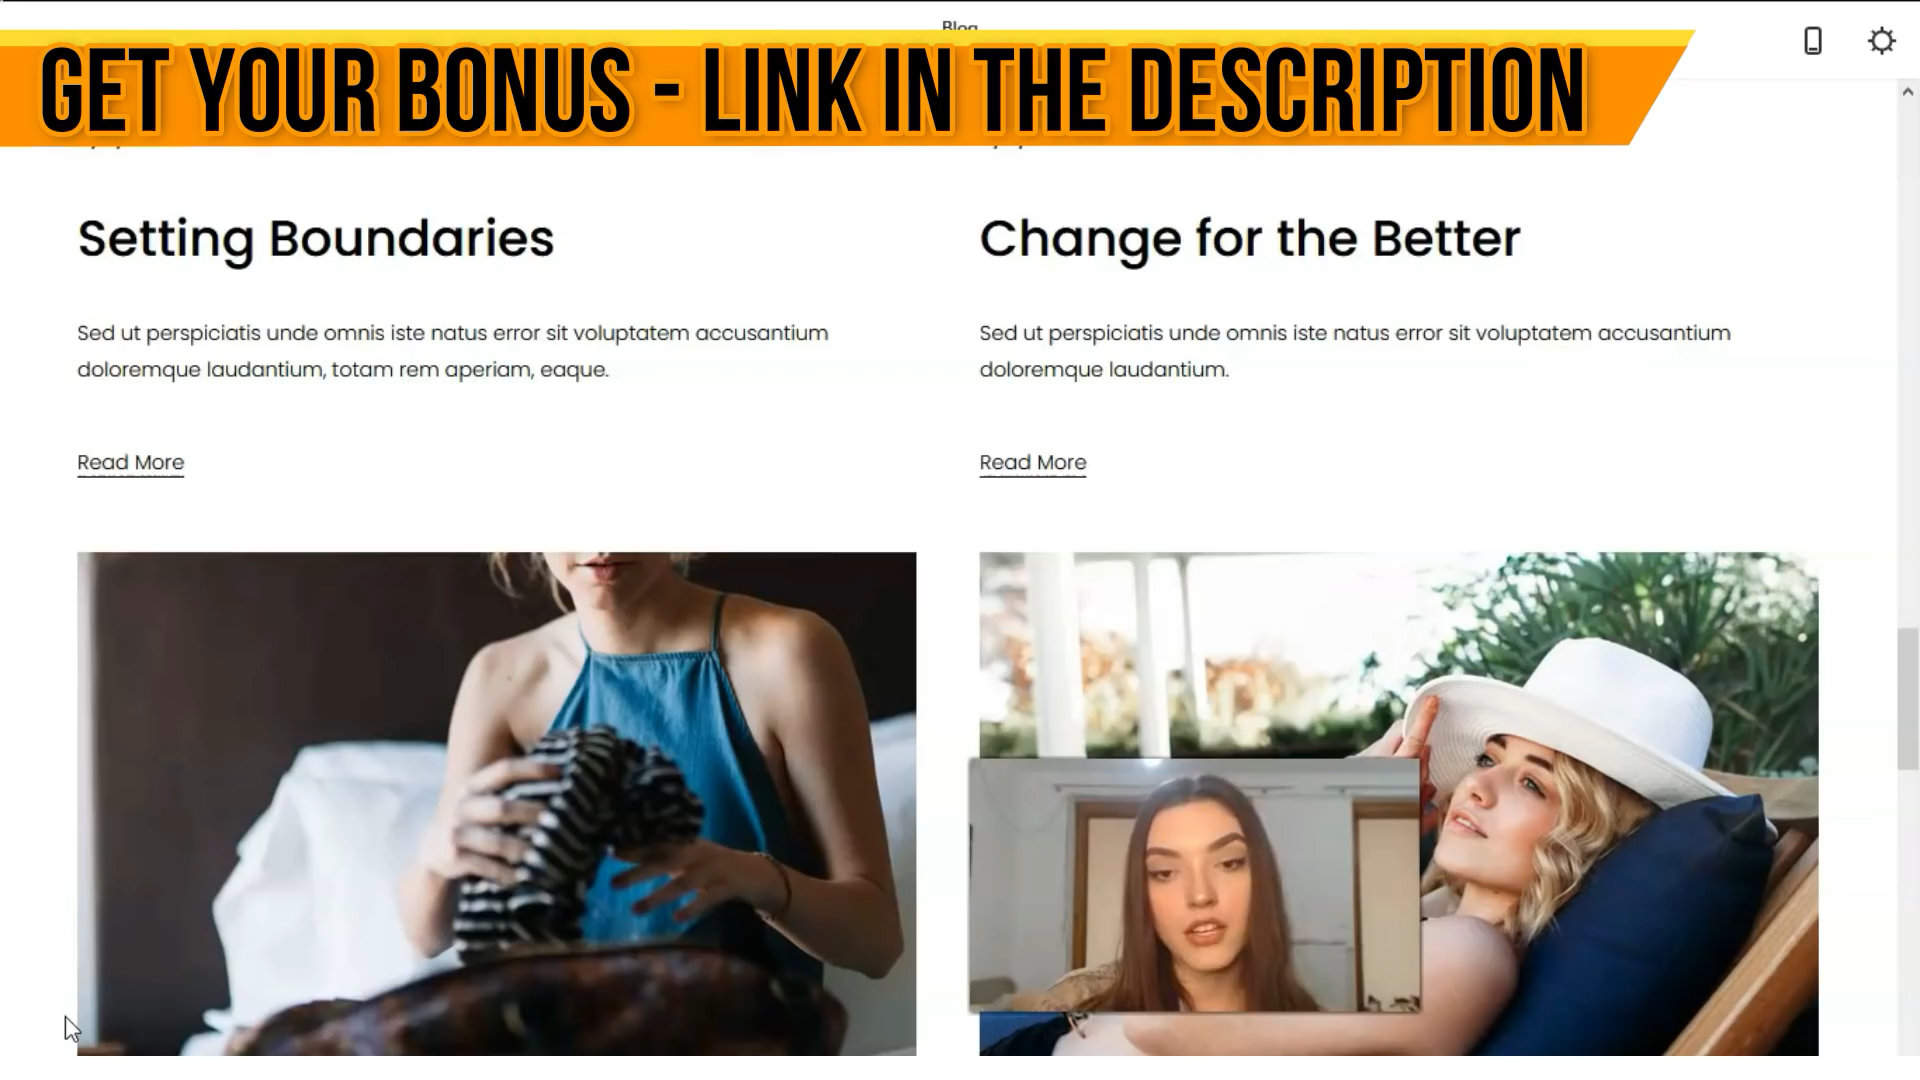 Blog
GET YOUR BONUS - LINK IN THE DESCRIPTION
Setting Boundaries
Sed ut perspiciatis unde omnis iste natus error sit voluptatem accusantium
doloremque laudantium, totam rem aperiam, eaque.
Read More
Change for the Better
Sed ut perspiciatis unde omnis iste natus error sit voluptatem accusantium
doloremque laudantium.
Read More